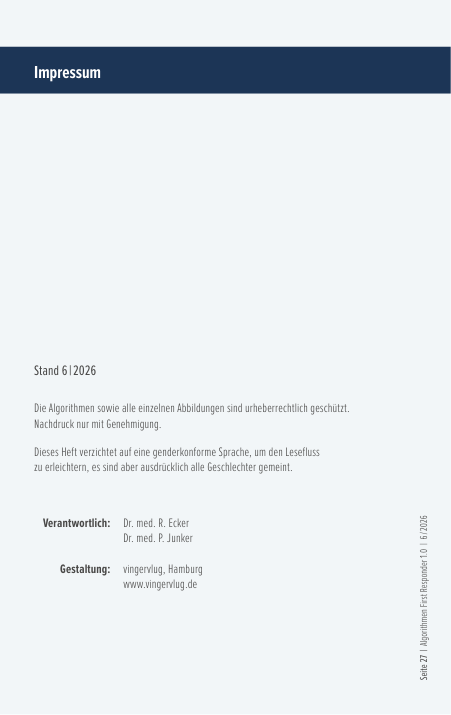 Impressum
Stand 6|2026
Die Algorithmen sowie alle einzelnen Abbildungen sind urheberrechtlich geschützt.
Nachdruck nur mit Genehmigung.
Dieses Heft verzichtet auf eine genderkonforme Sprache, um den Lesefluss
zu erleichtern, es sind aber ausdrücklich alle Geschlechter gemeint.
Verantwortlich: Dr. med. R. Ecker
Dr. med. P. Junker
Gestaltung: vingervlug, Hamburg
www.vingervlug.de
Seite 27 | Algorithmen First Responder 1.0 | 6/2026